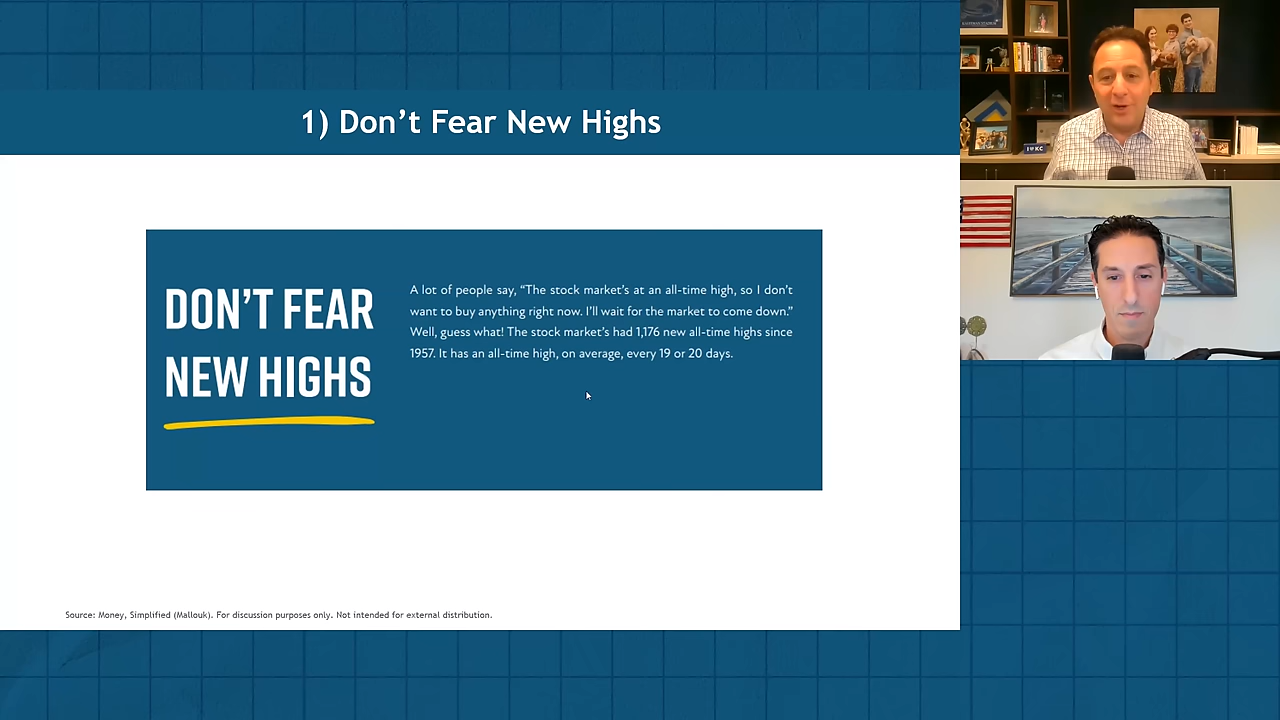 1) Don’t Fear New Highs
DON’T FEAR
NEW HIGHS
A lot of people say, “The stock market’s at an all-time high, so I don’t
want to buy anything right now. I’ll wait for the market to come down.”
Well, guess what! The stock market’s had 1,176 new all-time highs since
1957. It has an all-time high, on average, every 19 or 20 days.
Source: Money, Simplified (Mallouk). For discussion purposes only. Not intended for external distribution.
I ♥ KC